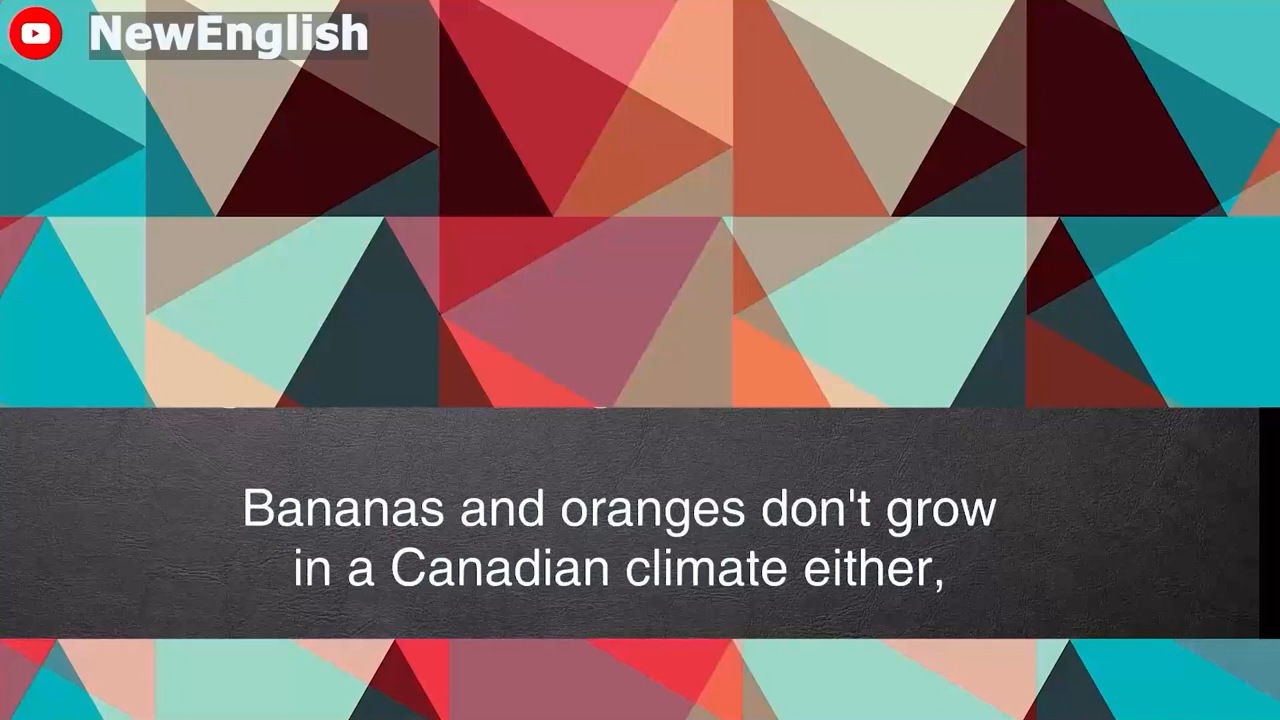 NewEnglish
Bananas and oranges don't grow
in a Canadian climate either,